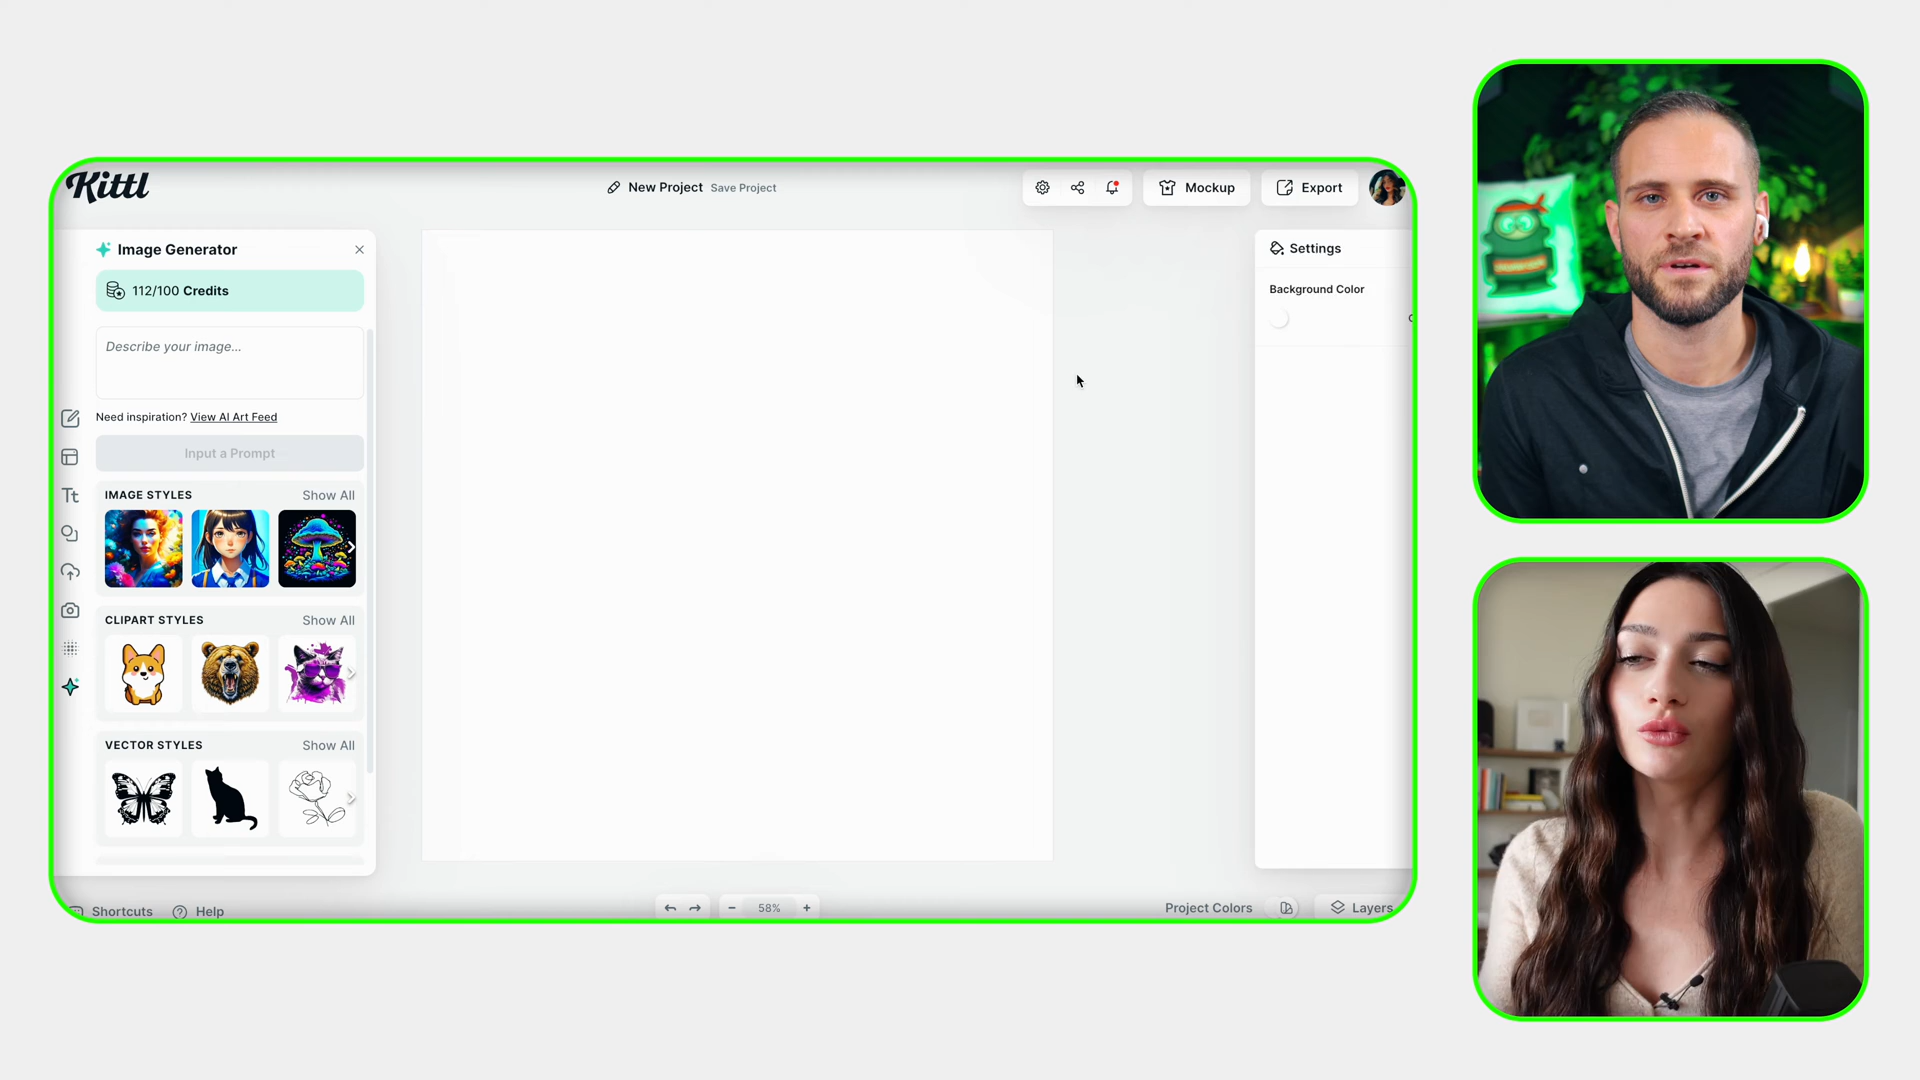 Kittl
New Project Save Project
Mockup
Export
Image Generator
112/100 Credits
Describe your image...
Need inspiration? View AI Art Feed
Input a Prompt
IMAGE STYLES Show All
CLIPART STYLES Show All
VECTOR STYLES Show All
Settings
Background Color
Tt
Shortcuts
Help
58%
Project Colors
Layers